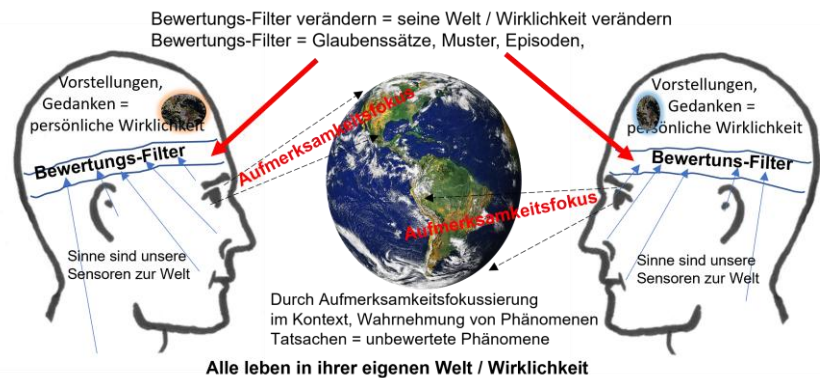 Bewertungs-Filter verändern = seine Welt / Wirklichkeit verändern
Bewertungs-Filter = Glaubenssätze, Muster, Episoden,
Vorstellungen,
Gedanken =
persönliche Wirklichkeit
Bewertungs-Filter
Sinne sind unsere
Sensoren zur Welt
Aufmerksamkeitsfokus
Aufmerksamkeitsfokus
Vorstellungen,
Gedanken =
persönliche Wirklichkeit
Bewertuns-Filter
Sinne sind unsere
Sensoren zur Welt
Durch Aufmerksamkeitsfokussierung
im Kontext, Wahrnehmung von Phänomenen
Tatsachen = unbewertete Phänomene
Alle leben in ihrer eigenen Welt / Wirklichkeit